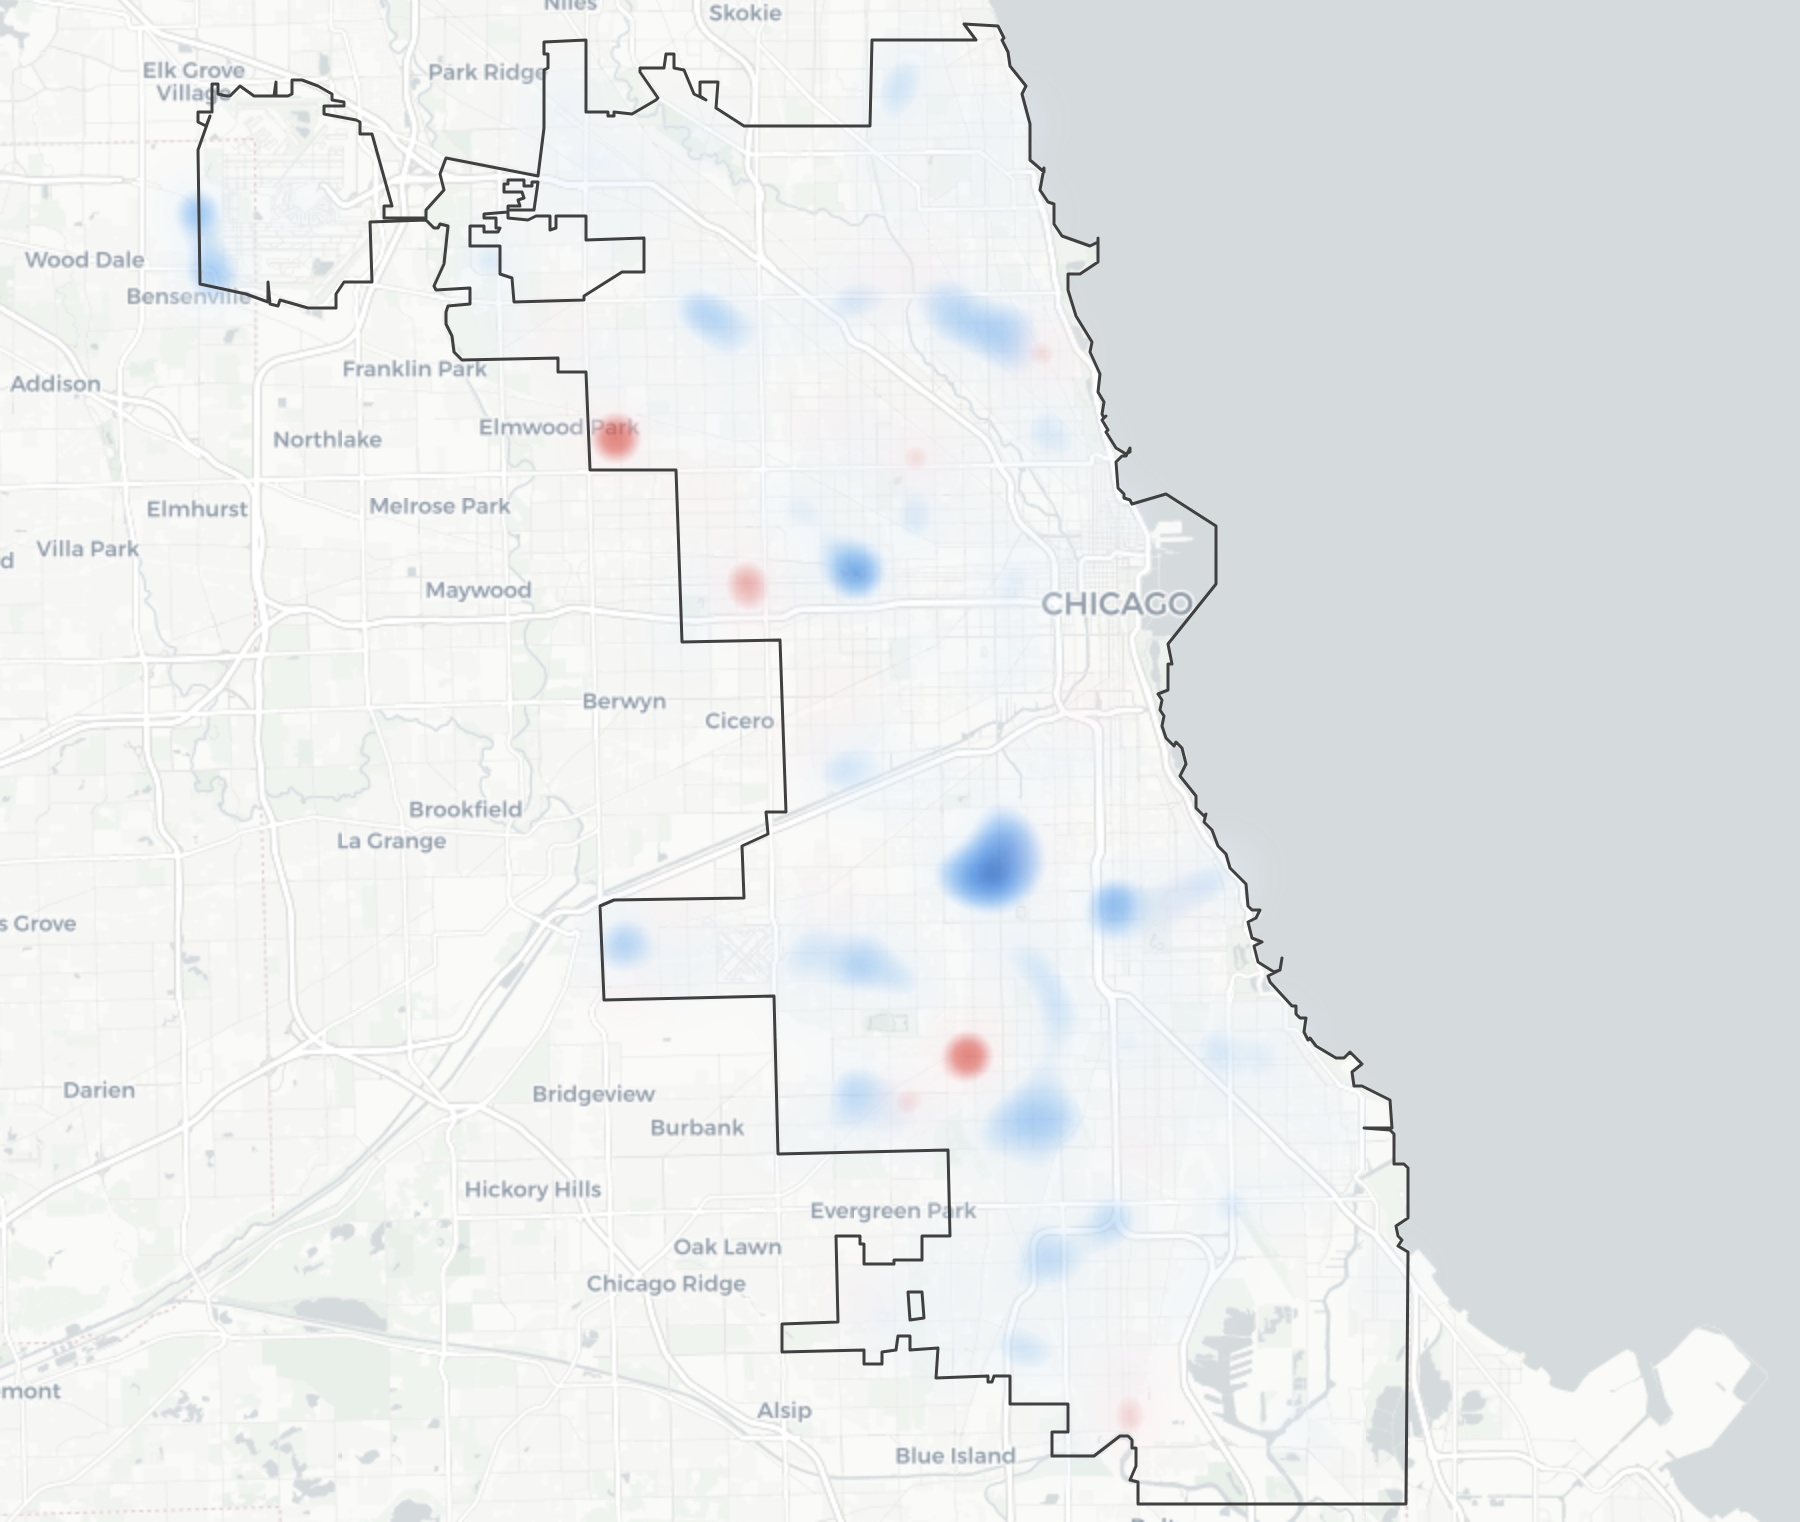 Niles
Skokie
Elk Grove
Village
Park Ridge
Wood Dale
Bensenville
Franklin Park
Addison
Elmwood Park
Northlake
Elmhurst
Melrose Park
Villa Park
d
Maywood
CHICAGO
Berwyn
Cicero
Brookfield
La Grange
s Grove
Darien
Bridgeview
Burbank
Hickory Hills
Evergreen Park
Oak Lawn
Chicago Ridge
mont
Alsip
Blue Island